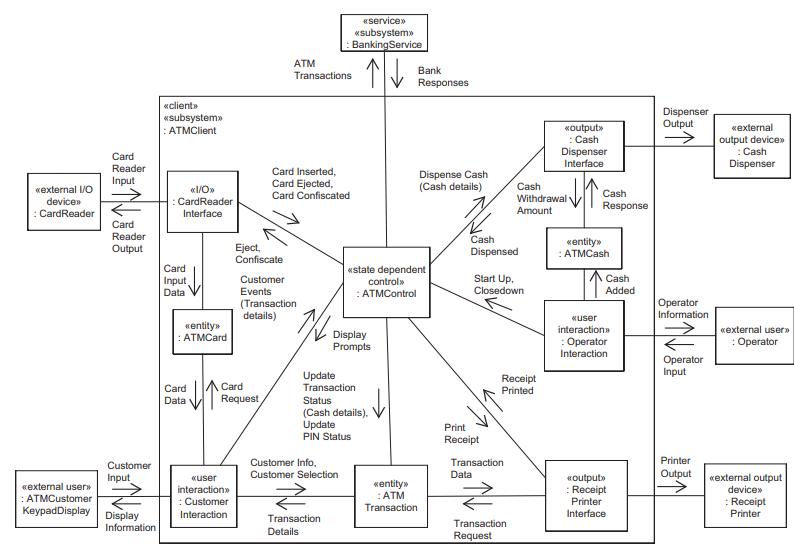 «service»
«subsystem»
: BankingService
ATM
Transactions
Bank
Responses
«client»
«subsystem»
: ATMClient
Dispenser
Output
«output»
: Cash
Dispenser
Interface
«external
output device»
: Cash
Dispenser
Card
Reader
Input
«external I/O
device»
: CardReader
Card
Reader
Output
«I/O»
: CardReader
Interface
Card Inserted,
Card Ejected,
Card Confiscated
Dispense Cash
(Cash details)
Cash
Withdrawal
Amount
Cash
Response
Cash
Dispensed
Eject,
Confiscate
«entity»
: ATMCash
Card
Input
Data
Customer
Events
(Transaction
details)
«state dependent
control»
: ATMControl
Start Up,
Closedown
Cash
Added
«entity»
: ATMCard
Display
Prompts
«user
interaction»
: Operator
Interaction
Operator
Information
Operator
Input
«external user»
: Operator
Card
Data
Card
Request
Update
Transaction
Status
(Cash details),
Update
PIN Status
Receipt
Printed
Print
Receipt
Customer
Input
«external user»
: ATMCustomer
KeypadDisplay
Display
Information
«user
interaction»
: Customer
Interaction
Customer Info,
Customer Selection
Transaction
Details
«entity»
: ATM
Transaction
Transaction
Data
Transaction
Request
«output»
: Receipt
Printer
Interface
Printer
Output
«external output
device»
: Receipt
Printer